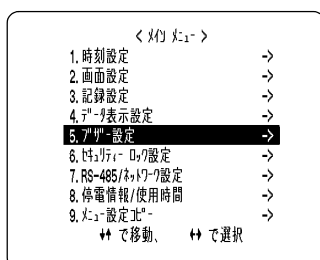 < ﾒｲﾝ ﾒﾆｭｰ >
1. 時刻設定 ->
2. 画面設定 ->
3. 記録設定 ->
4. ﾃﾞｰﾀ表示設定 ->
5. ﾌﾞｻﾞｰ設定 ->
6. ｾｷｭﾘﾃｨｰ ﾛｯｸ設定 ->
7. RS-485/ﾈｯﾄﾜｰｸ設定 ->
8. 停電情報/使用時間 ->
9. ﾒﾆｭｰ設定ｺﾋﾟｰ ->
↓↑ で移動、 ←→ で選択